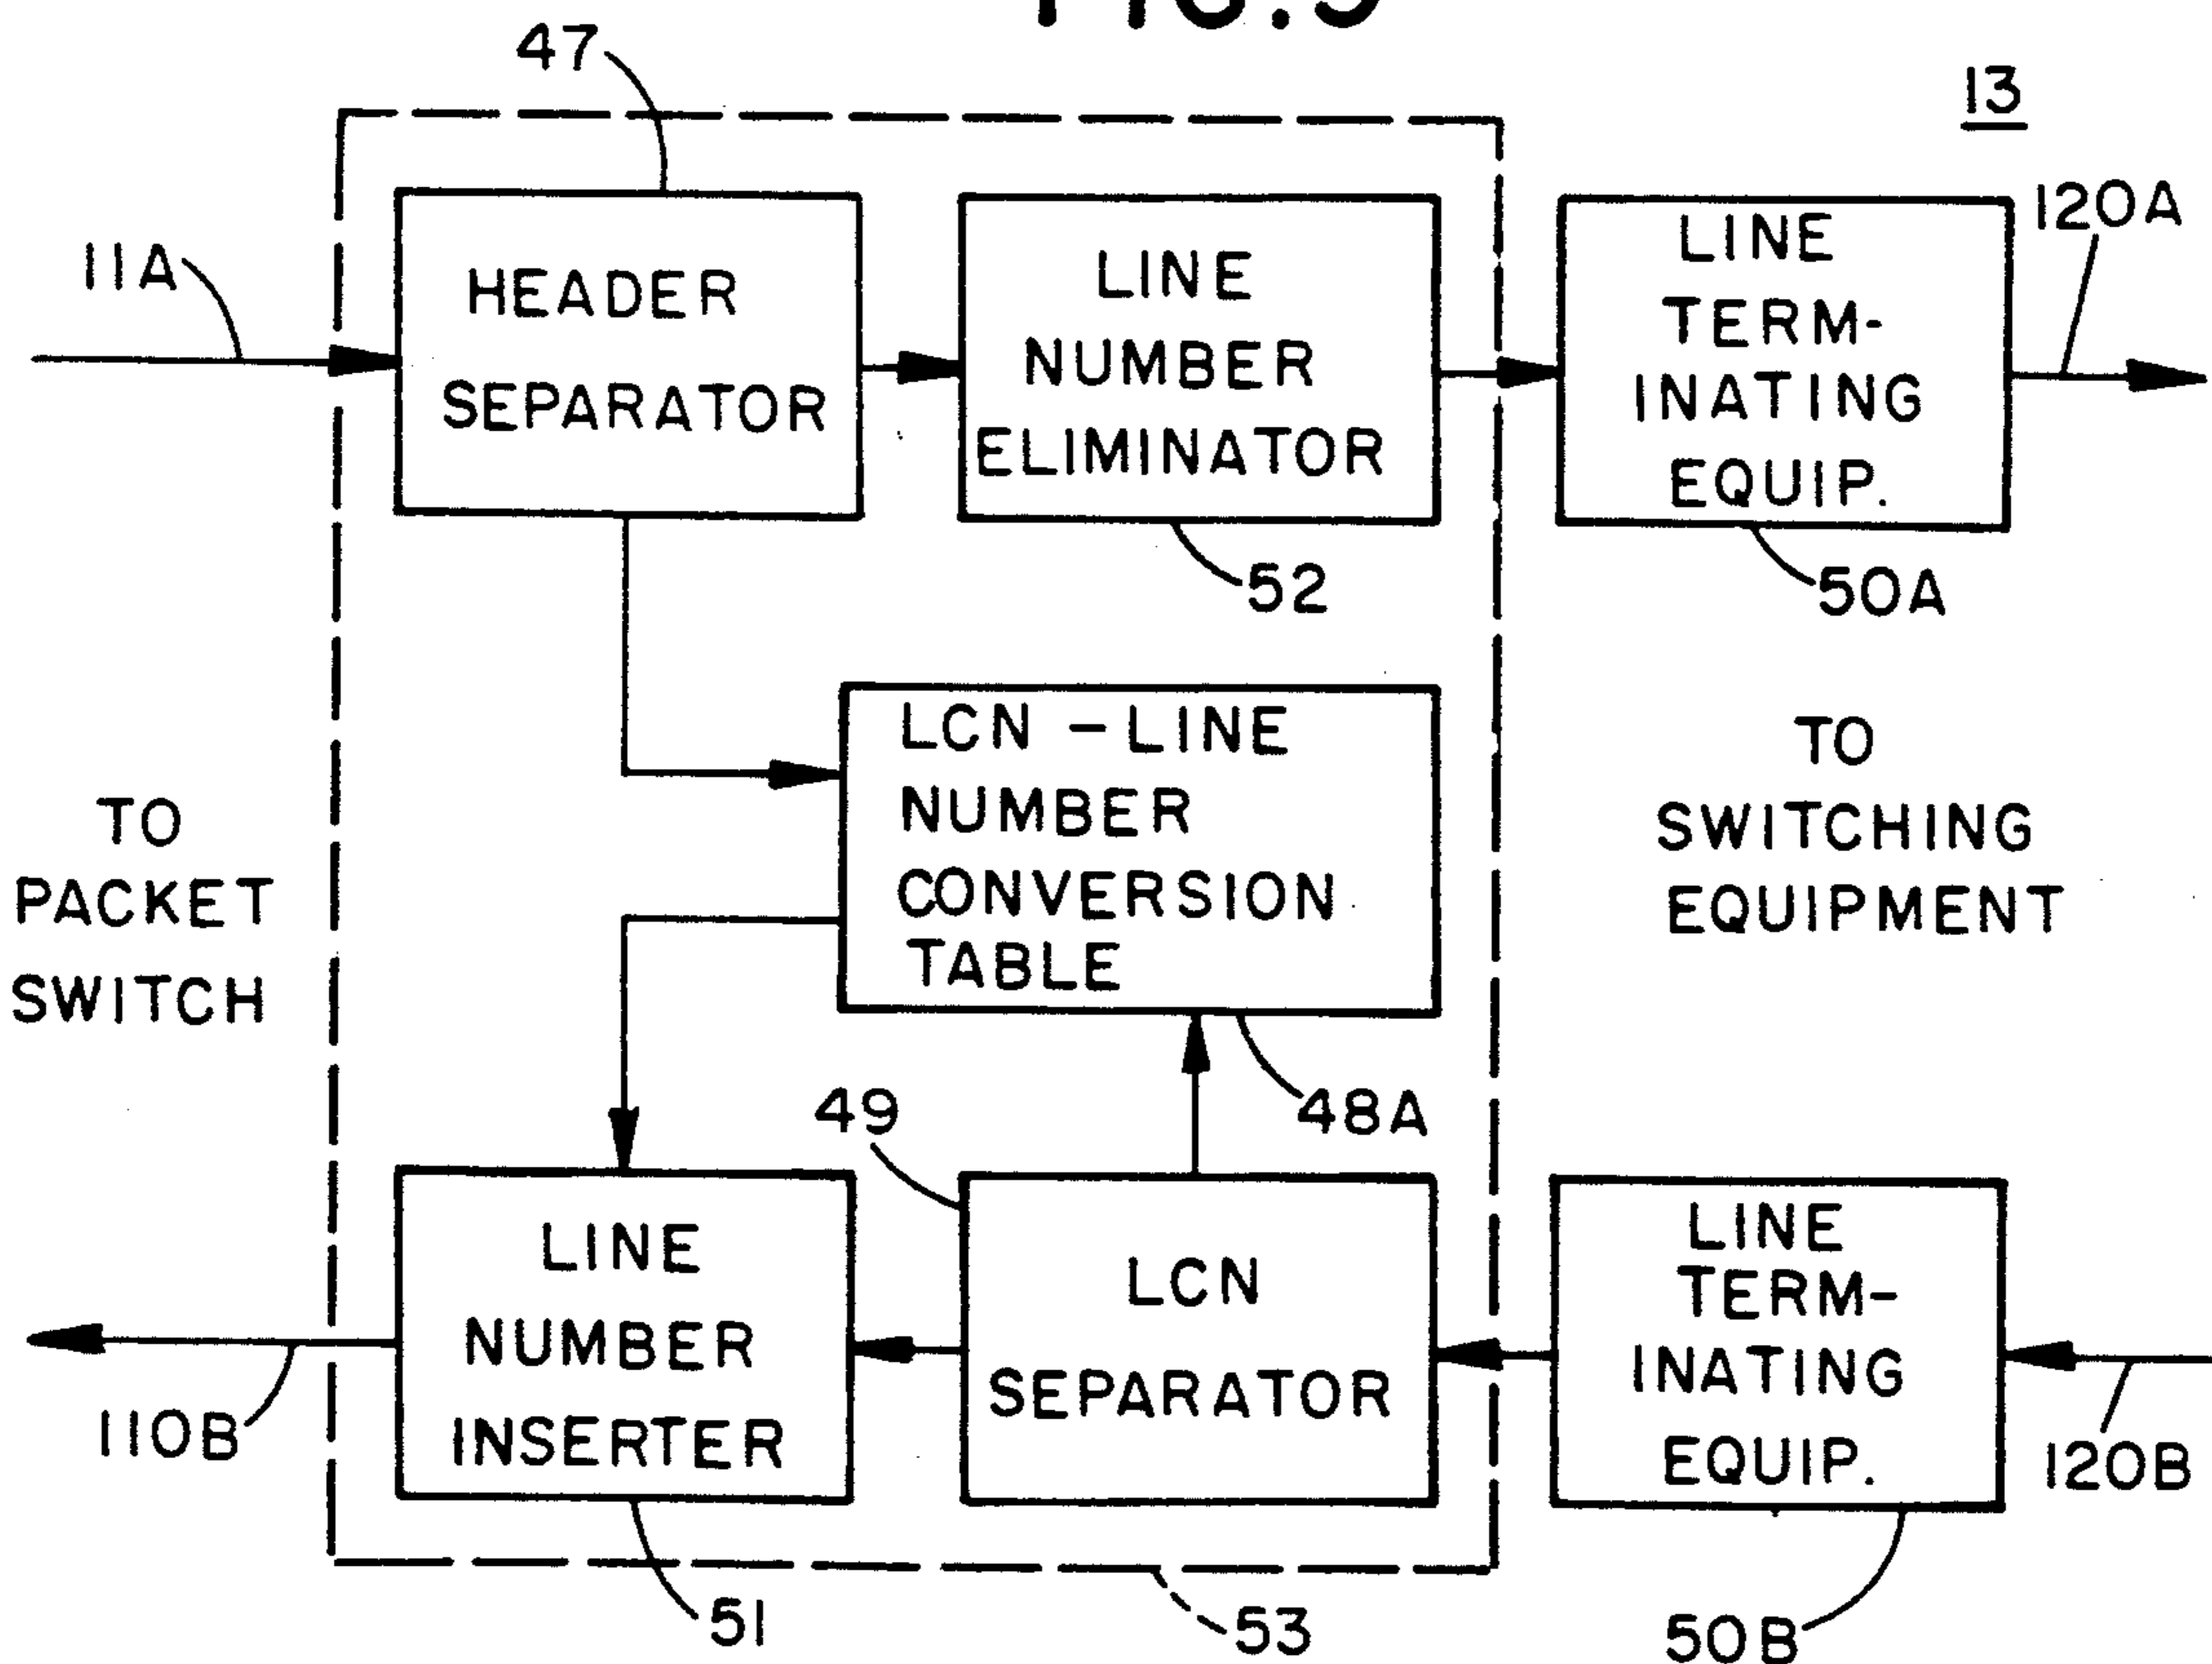 47
13
11A
HEADER
SEPARATOR
LINE
NUMBER
ELIMINATOR
LINE
TERM-
INATING
EQUIP.
120A
52
50A
LCN - LINE
NUMBER
CONVERSION
TABLE
TO
PACKET
SWITCH
TO
SWITCHING
EQUIPMENT
49
48A
LINE
NUMBER
INSERTER
LCN
SEPARATOR
LINE
TERM-
INATING
EQUIP.
110B
120B
51
53
50B